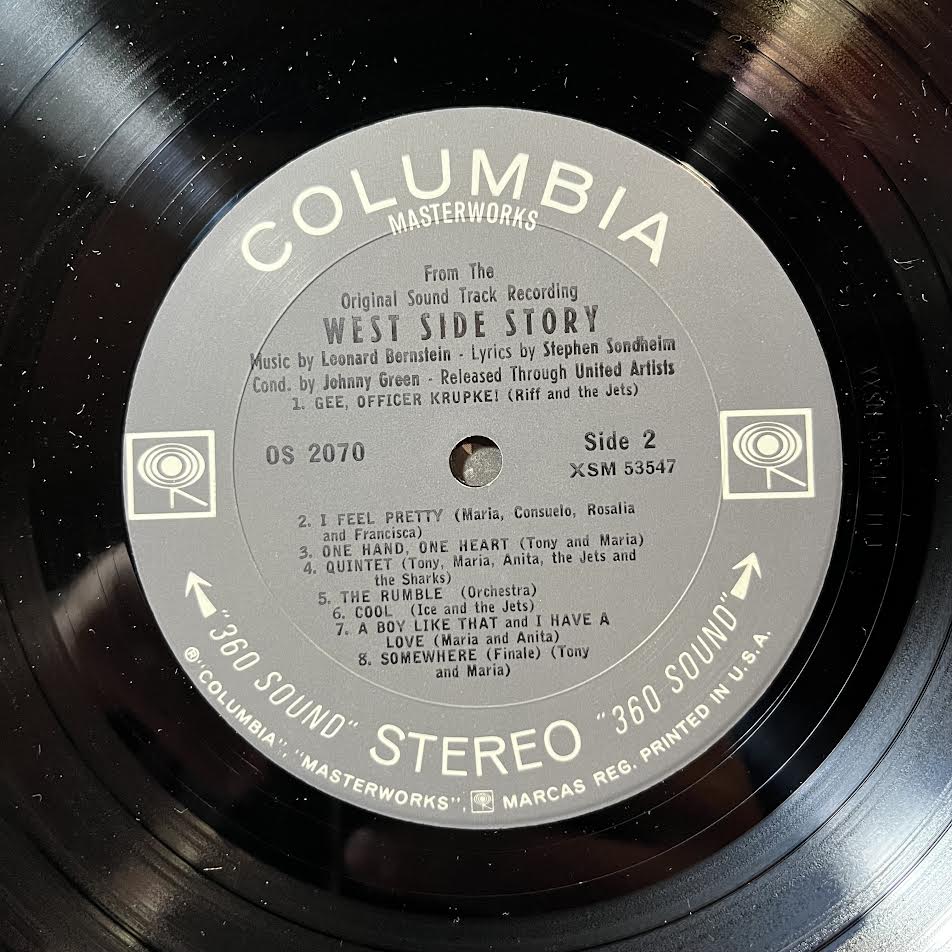 COLUMBIA
MASTERWORKS
From The
Original Sound Track Recording
WEST SIDE STORY
Music by Leonard Bernstein - Lyrics by Stephen Sondheim
Cond. by Johnny Green - Released Through United Artists
1. GEE, OFFICER KRUPKE! (Riff and the Jets)
OS 2070
Side 2
XSM 53547
2. I FEEL PRETTY (Maria, Consuelo, Rosalia
and Francisca)
3. ONE HAND, ONE HEART (Tony and Maria)
4. QUINTET (Tony, Maria, Anita, the Jets and
the Sharks)
5. THE RUMBLE (Orchestra)
6. COOL (Ice and the Jets)
7. A BOY LIKE THAT and I HAVE A
LOVE (Maria and Anita)
8. SOMEWHERE (Finale) (Tony
and Maria)
"360 SOUND" STEREO "360 SOUND"
®"COLUMBIA", "MASTERWORKS", MARCAS REG. PRINTED IN U.S.A.